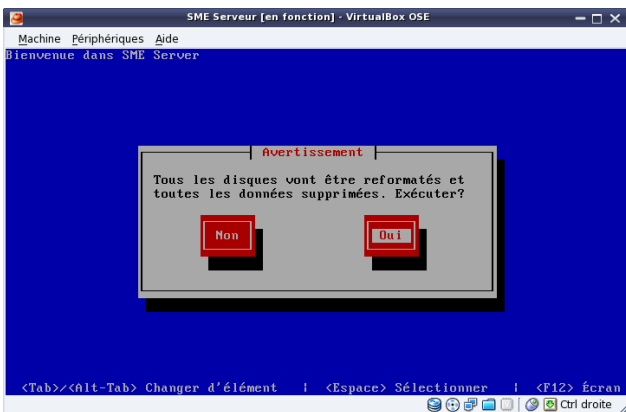 SME Serveur [en fonction] - VirtualBox OSE
Machine Périphériques Aide
Bienvenue dans SME Server
Avertissement
Tous les disques vont être reformatés et
toutes les données supprimées. Exécuter?
Non Oui
<Tab>/<Alt-Tab> Changer d'élément | <Espace> Sélectionner | <F12> Écran
Ctrl droite